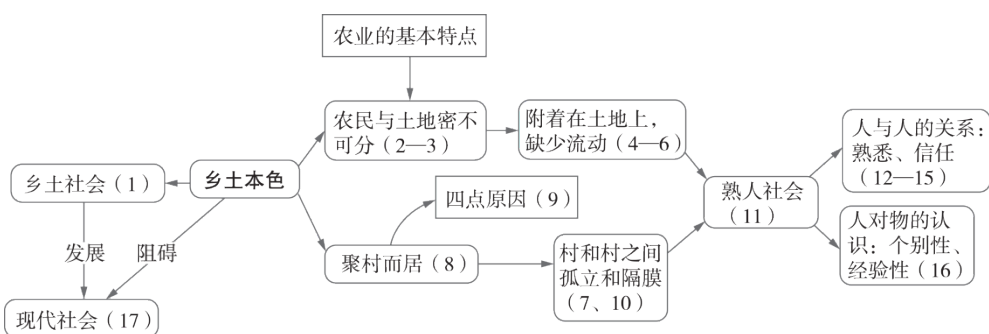 农业的基本特点
农民与土地密不
可分（2—3）
附着在土地上，
缺少流动（4—6）
人与人的关系：
熟悉、信任
（12—15）
乡土社会（1）
乡土本色
四点原因（9）
熟人社会
（11）
发展
阻碍
聚村而居（8）
村和村之间
孤立和隔膜
（7、10）
人对物的认
识：个别性、
经验性（16）
现代社会（17）